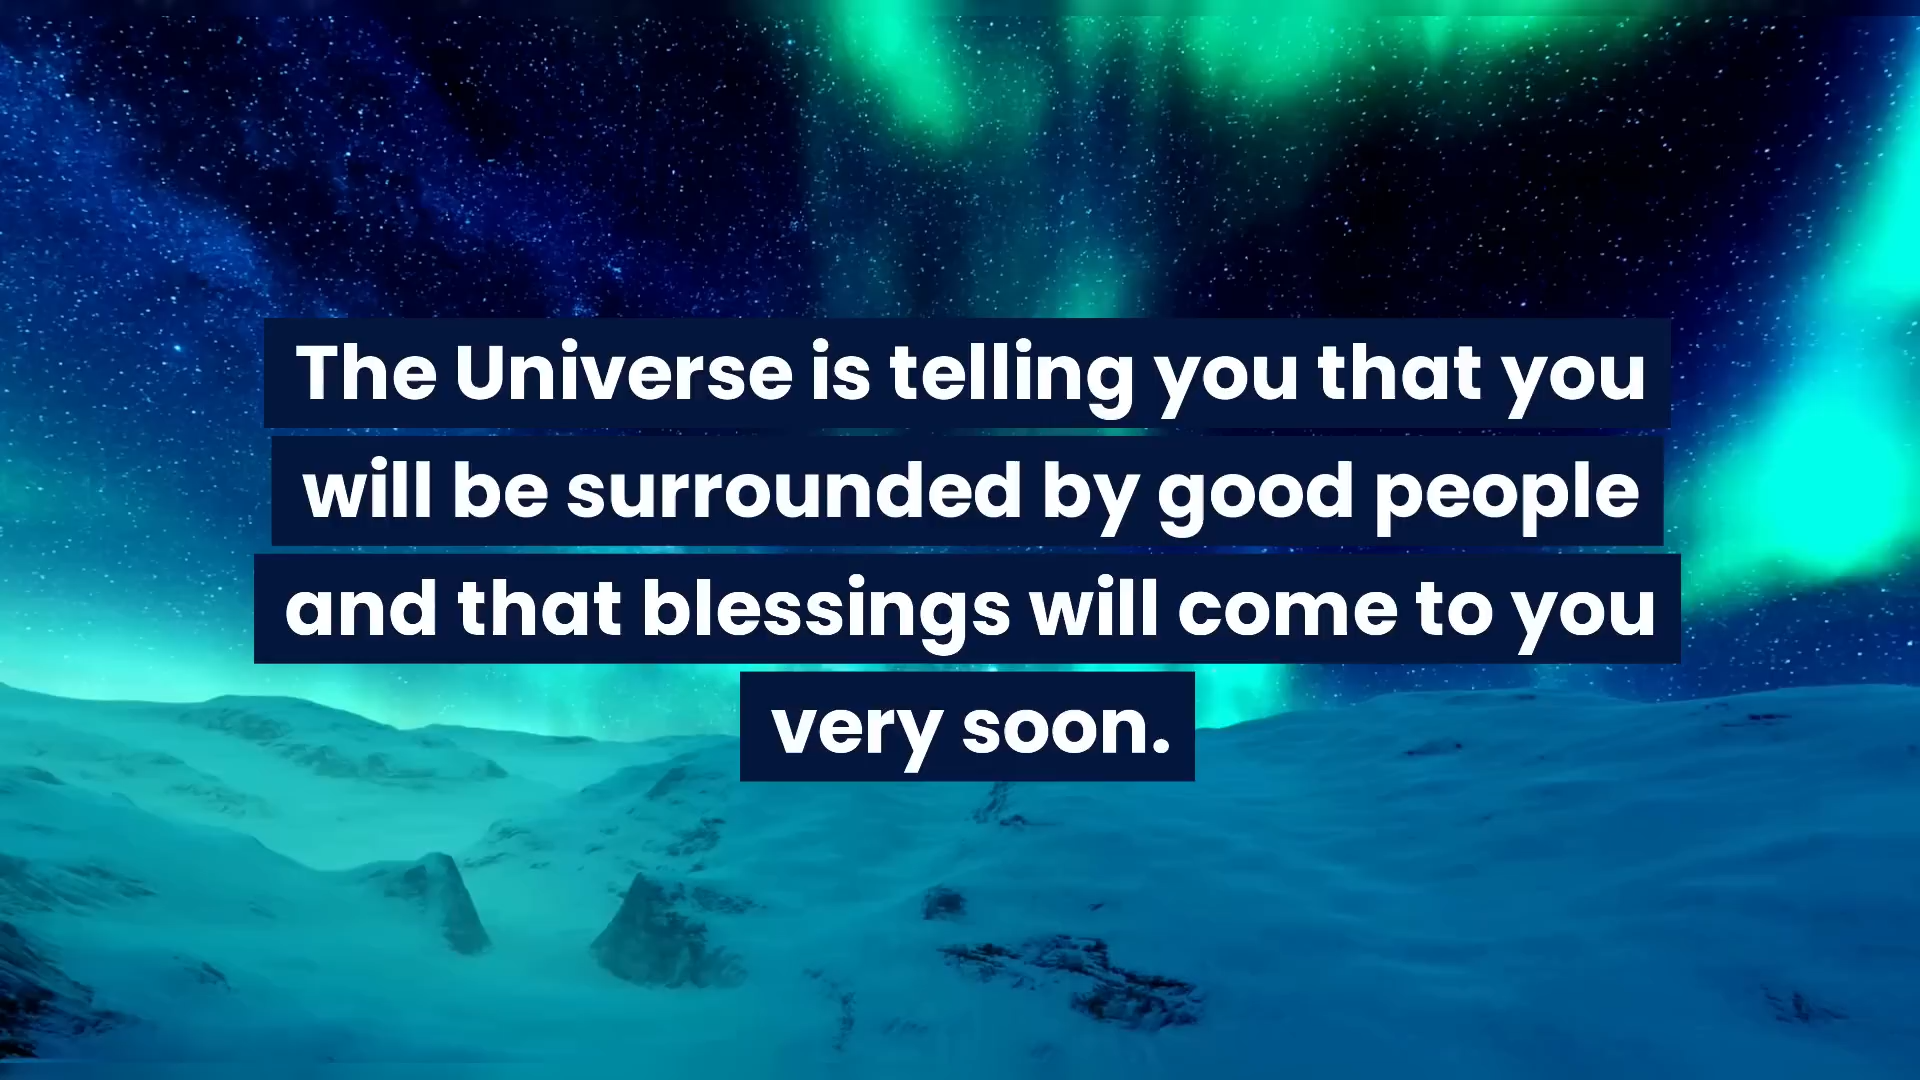 The Universe is telling you that you
will be surrounded by good people
and that blessings will come to you
very soon.